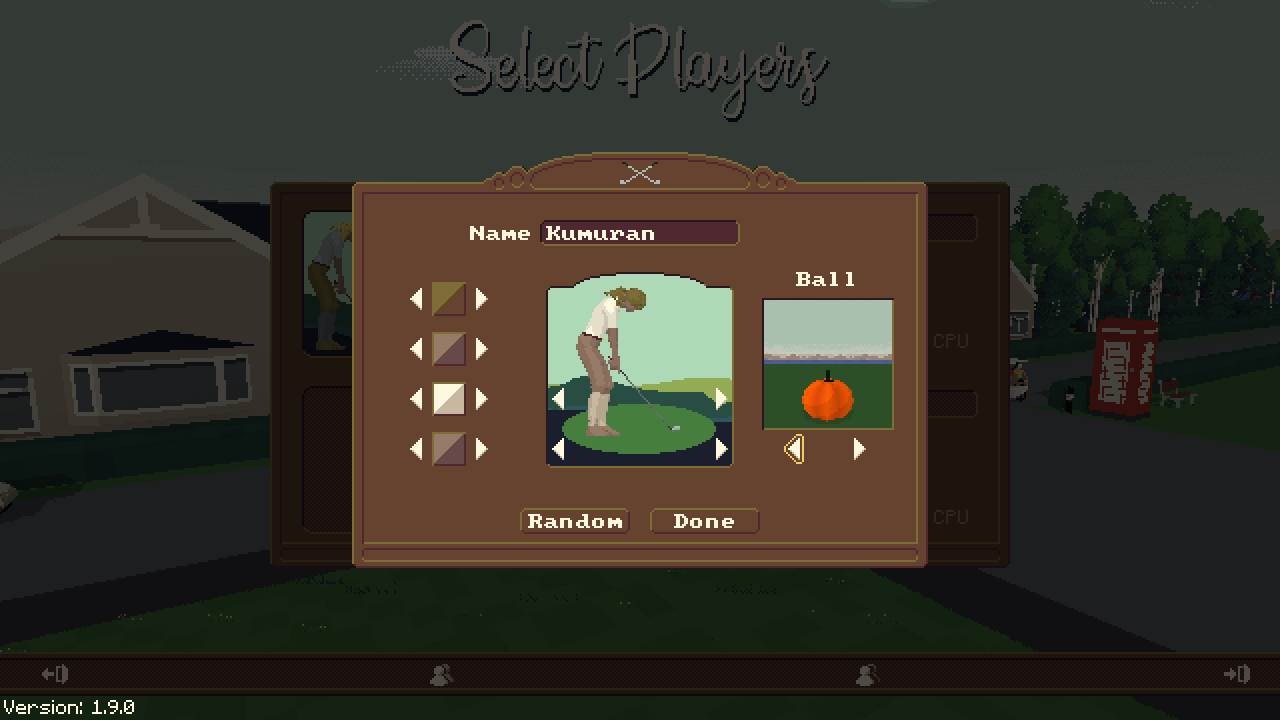 Select Players
Name Kumuran
Ball
CPU
CPU
Random Done
Version: 1.9.0